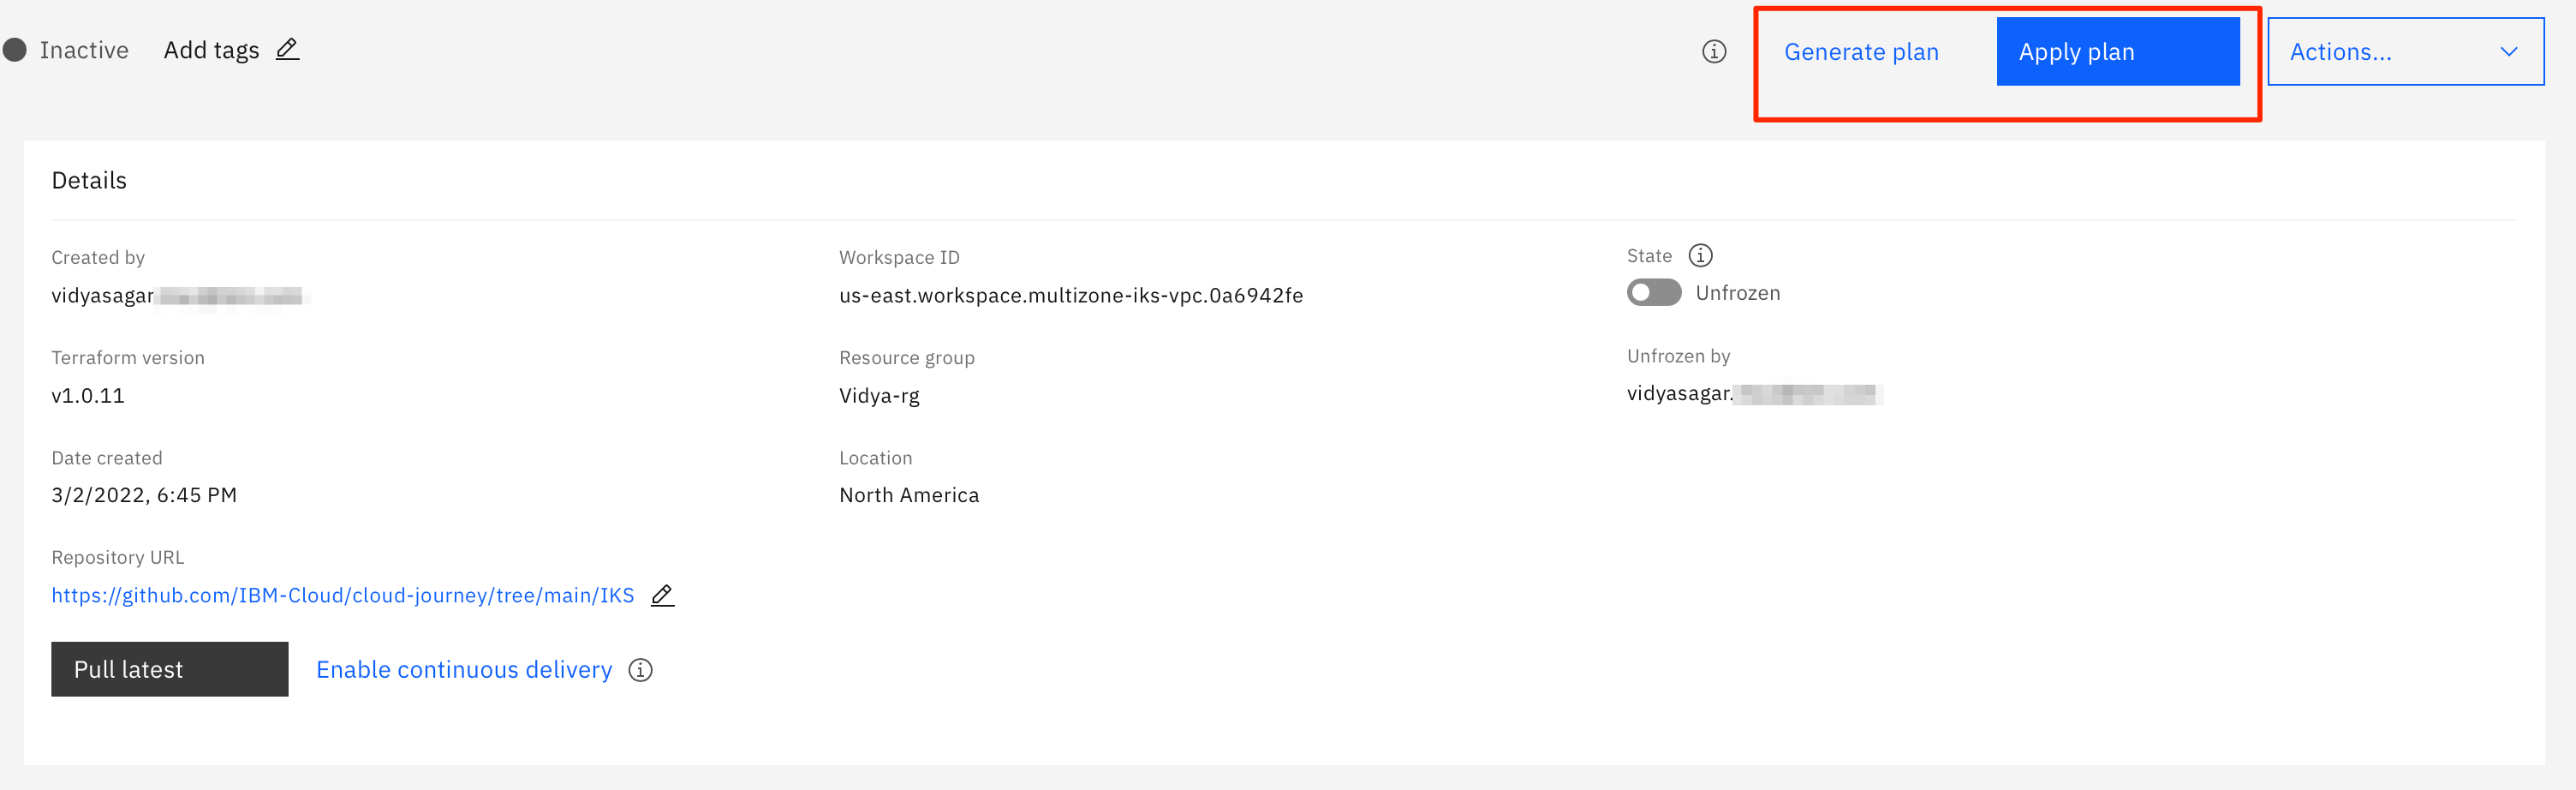 Inactive Add tags Generate plan Apply plan Actions...
Details
Created by Workspace ID State
vidyasagar us-east.workspace.multizone-iks-vpc.0a6942fe Unfrozen
Terraform version Resource group Unfrozen by
v1.0.11 Vidya-rg vidyasagar.
Date created Location
3/2/2022, 6:45 PM North America
Repository URL
https://github.com/IBM-Cloud/cloud-journey/tree/main/IKS
Pull latest Enable continuous delivery